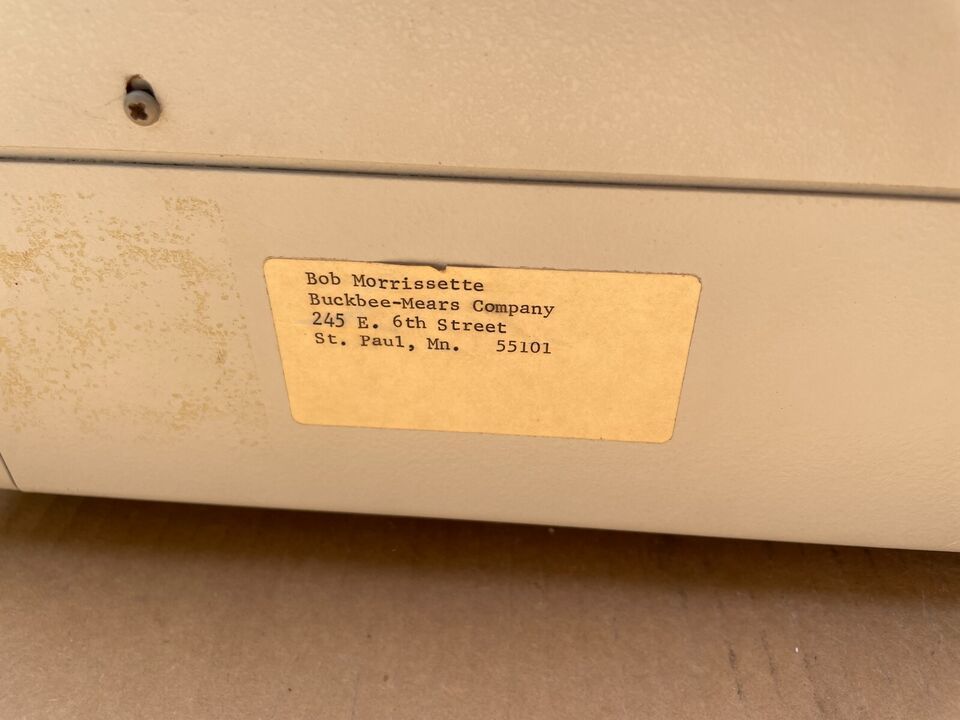 Bob Morrissette
Buckbee-Mears Company
245 E. 6th Street
St. Paul, Mn. 55101